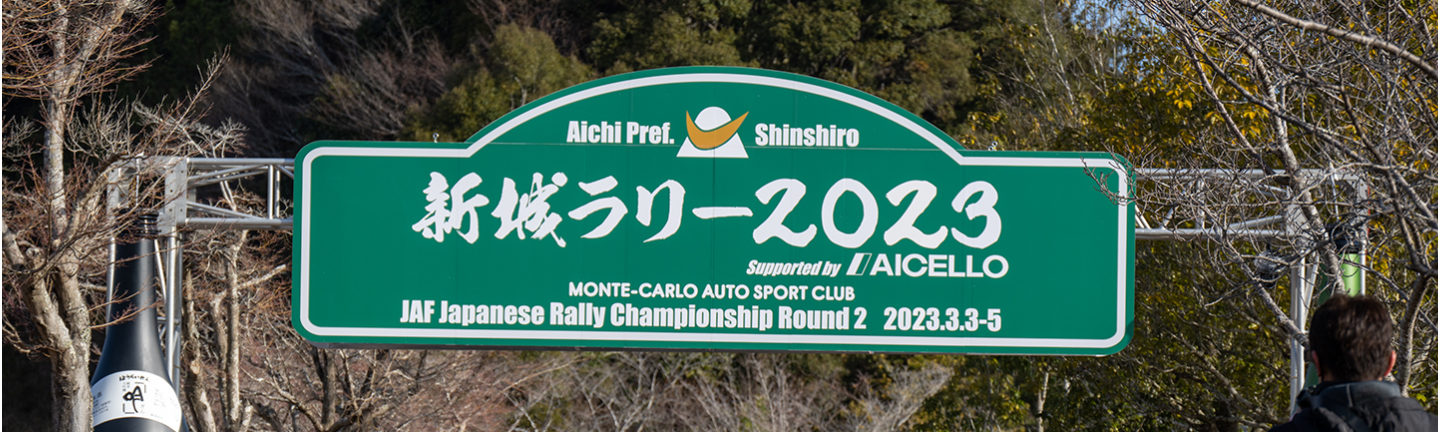 Aichi Pref. Shinshiro
新城ラリー2023
Supported by AICELLO
MONTE-CARLO AUTO SPORT CLUB
JAF Japanese Rally Championship Round 2 2023.3.3-5